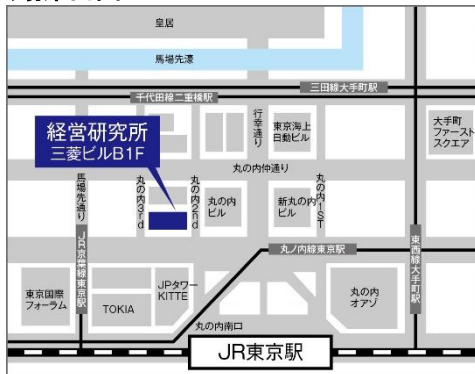 皇居
馬場先濠
三田線大手町駅
千代田線二重橋駅
経営研究所
三菱ビルB1F
行幸通り
東京海上
日動ビル
大手町
ファースト
スクエア
丸の内仲通り
馬場先通り
丸の内3rd
丸の内2nd
丸の内
ビル
新丸の内
ビル
丸の内1ST
JR京葉線東京駅
丸ノ内線東京駅
東西線大手町駅
東京国際
フォーラム
TOKIA
JPタワー
KITTE
丸の内
オアゾ
丸の内南口
JR東京駅